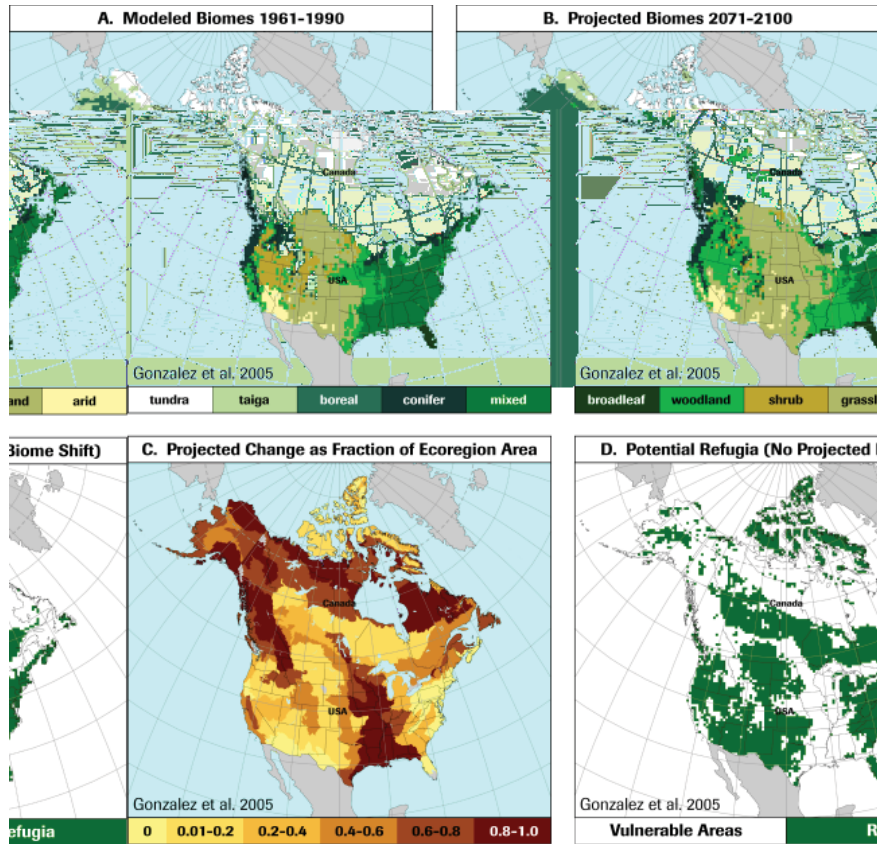 A. Modeled Biomes 1961-1990
B. Projected Biomes 2071-2100
Canada
Canada
USA
USA
Gonzalez et al. 2005
Gonzalez et al. 2005
and arid tundra taiga boreal conifer mixed broadleaf woodland shrub grassl
Biome Shift)
C. Projected Change as Fraction of Ecoregion Area
D. Potential Refugia (No Projected
Canada
Canada
USA
USA
Gonzalez et al. 2005
Gonzalez et al. 2005
efugia 0 0.01-0.2 0.2-0.4 0.4-0.6 0.6-0.8 0.8-1.0 Vulnerable Areas R